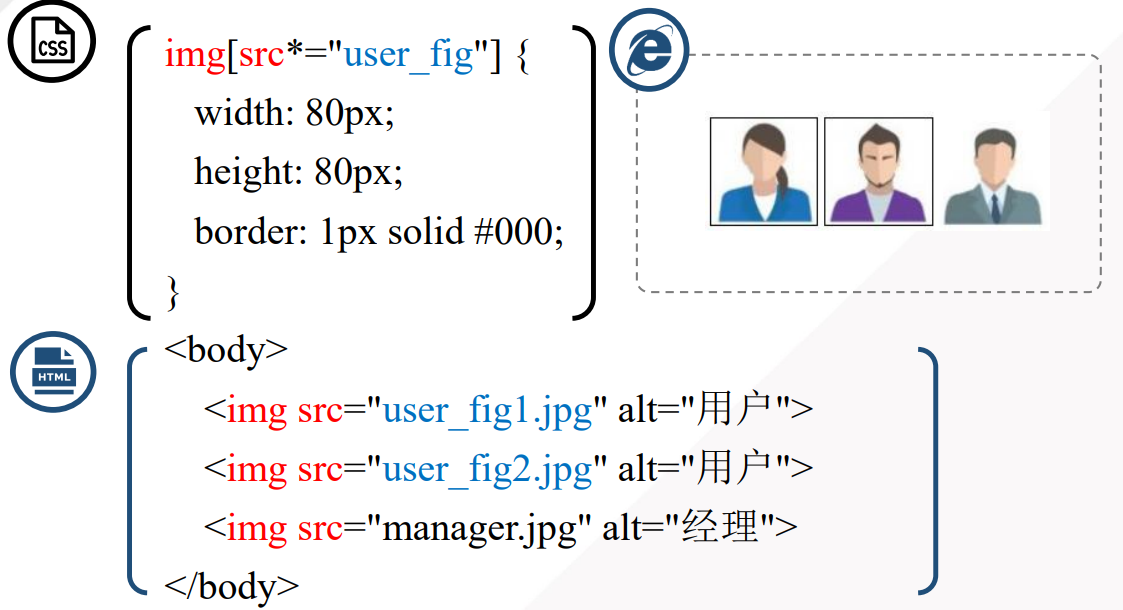 CSS
img[src*="user_fig"] {
width: 80px;
height: 80px;
border: 1px solid #000;
}
HTML
<body>
<img src="user_fig1.jpg" alt="用户">
<img src="user_fig2.jpg" alt="用户">
<img src="manager.jpg" alt="经理">
</body>